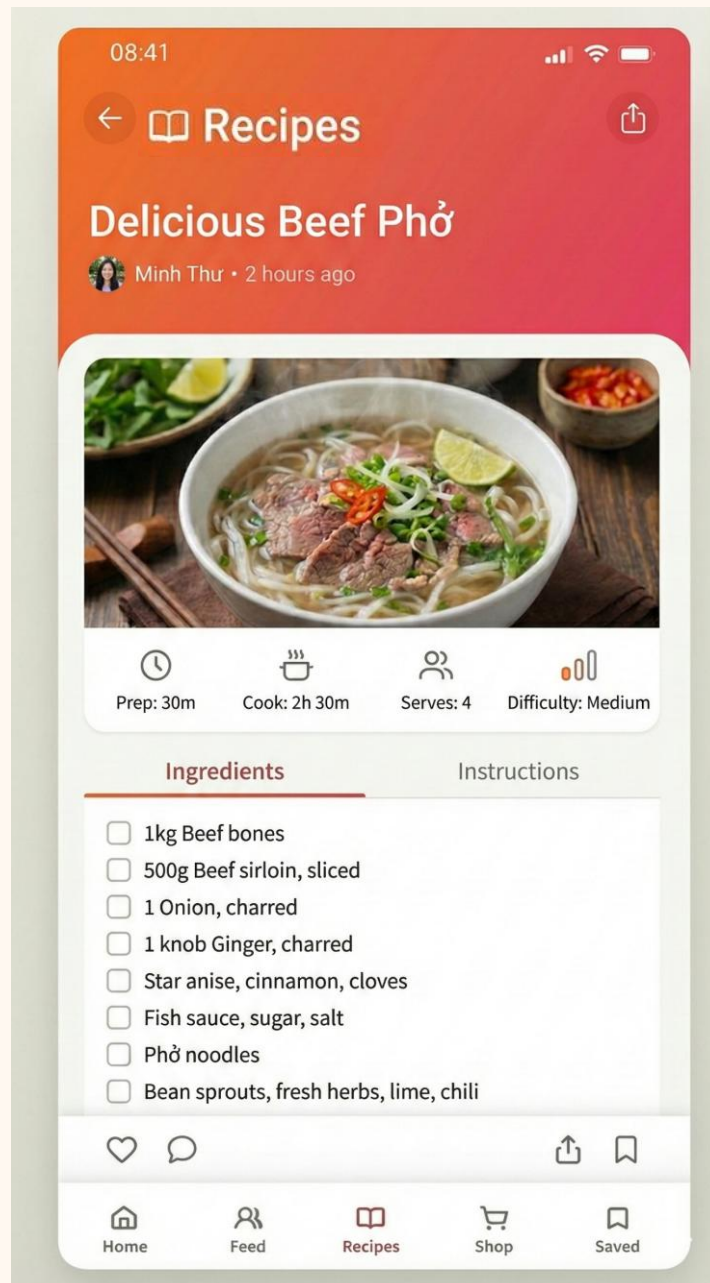 08:41
Recipes
Delicious Beef Phở
Minh Thư • 2 hours ago
Prep: 30m
Cook: 2h 30m
Serves: 4
Difficulty: Medium
Ingredients
Instructions
1kg Beef bones
500g Beef sirloin, sliced
1 Onion, charred
1 knob Ginger, charred
Star anise, cinnamon, cloves
Fish sauce, sugar, salt
Phở noodles
Bean sprouts, fresh herbs, lime, chili
Home
Feed
Recipes
Shop
Saved